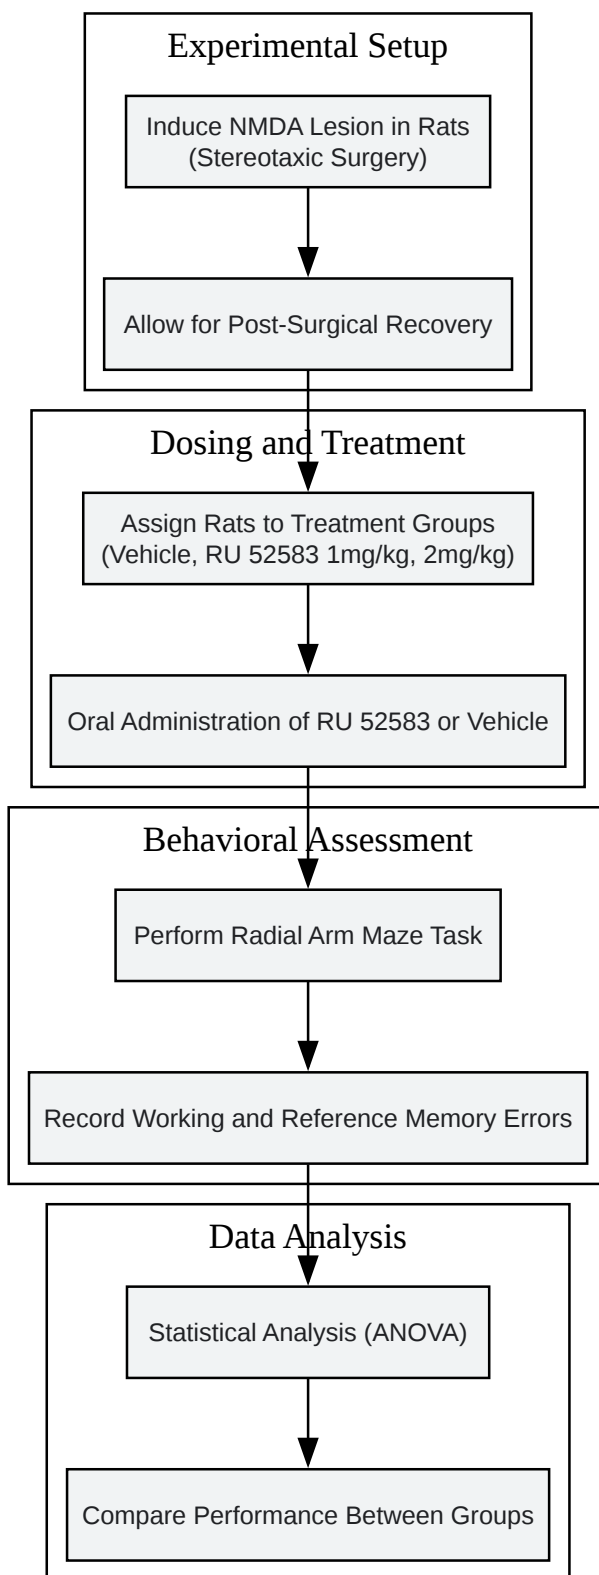 Experimental Setup
Induce NMDA Lesion in Rats
(Stereotaxic Surgery)
Allow for Post-Surgical Recovery
Dosing and Treatment
Assign Rats to Treatment Groups
(Vehicle, RU 52583 1mg/kg, 2mg/kg)
Oral Administration of RU 52583 or Vehicle
Behavioral Assessment
Perform Radial Arm Maze Task
Record Working and Reference Memory Errors
Data Analysis
Statistical Analysis (ANOVA)
Compare Performance Between Groups